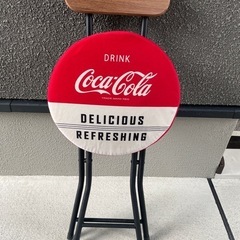 DRINK
Coca-Cola
DELICIOUS
REFRESHING